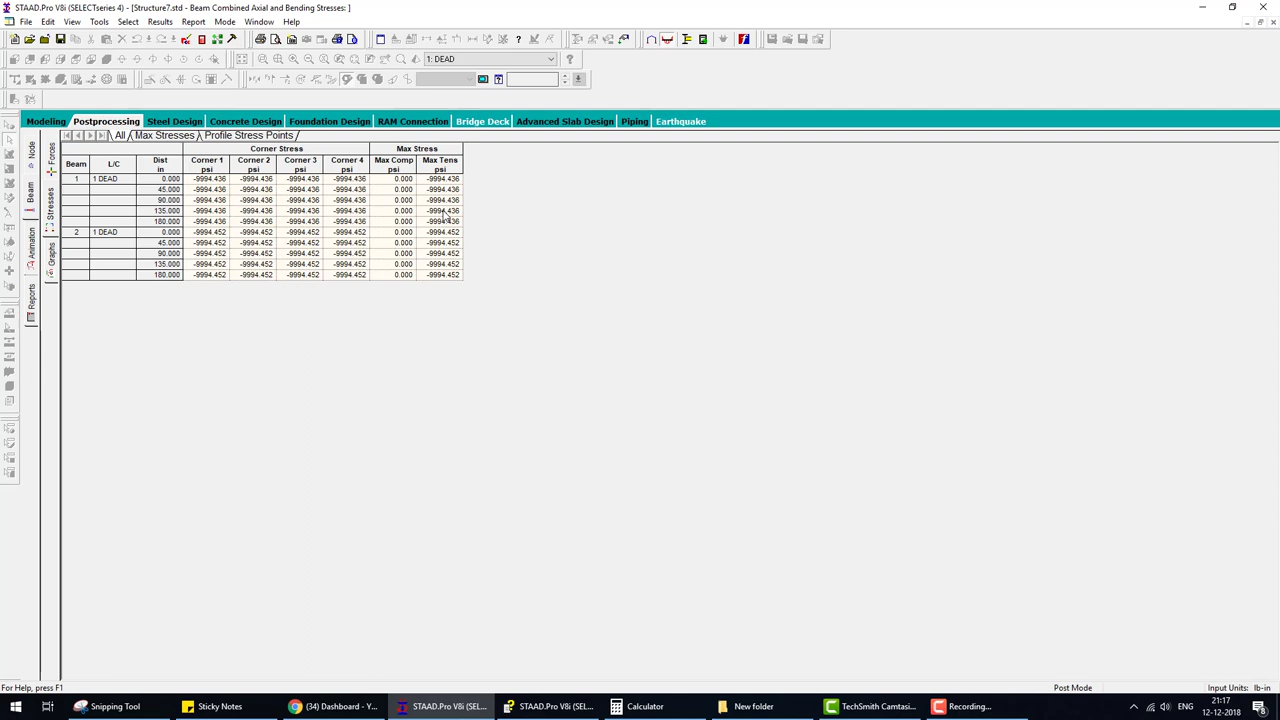 STAAD.Pro V8i (SELECTseries 4) - [Structure7.std - Beam Combined Axial and Bending Stresses: ]
File Edit View Tools Select Results Report Mode Window Help
1: DEAD
Modeling Postprocessing Steel Design Concrete Design Foundation Design RAM Connection Bridge Deck Advanced Slab Design Piping Earthquake
All Max Stresses Profile Stress Points
Node
Beam
Animation
Reports
Forces
Stresses
Graphs
Corner Stress Max Stress
Beam L/C Dist in Corner 1 psi Corner 2 psi Corner 3 psi Corner 4 psi Max Comp psi Max Tens psi
1 1 DEAD 0.000 -9994.436 -9994.436 -9994.436 -9994.436 0.000 -9994.436
45.000 -9994.436 -9994.436 -9994.436 -9994.436 0.000 -9994.436
90.000 -9994.436 -9994.436 -9994.436 -9994.436 0.000 -9994.436
135.000 -9994.436 -9994.436 -9994.436 -9994.436 0.000 -9994.436
180.000 -9994.436 -9994.436 -9994.436 -9994.436 0.000 -9994.436
2 1 DEAD 0.000 -9994.452 -9994.452 -9994.452 -9994.452 0.000 -9994.452
45.000 -9994.452 -9994.452 -9994.452 -9994.452 0.000 -9994.452
90.000 -9994.452 -9994.452 -9994.452 -9994.452 0.000 -9994.452
135.000 -9994.452 -9994.452 -9994.452 -9994.452 0.000 -9994.452
180.000 -9994.452 -9994.452 -9994.452 -9994.452 0.000 -9994.452
For Help, press F1 Post Mode Input Units: lb-in
Snipping Tool Sticky Notes (34) Dashboard - Y... STAAD.Pro V8i (SEL... STAAD.Pro V8i (SEL... Calculator New folder TechSmith Camtasi... Recording... ENG 21:17
12-12-2018